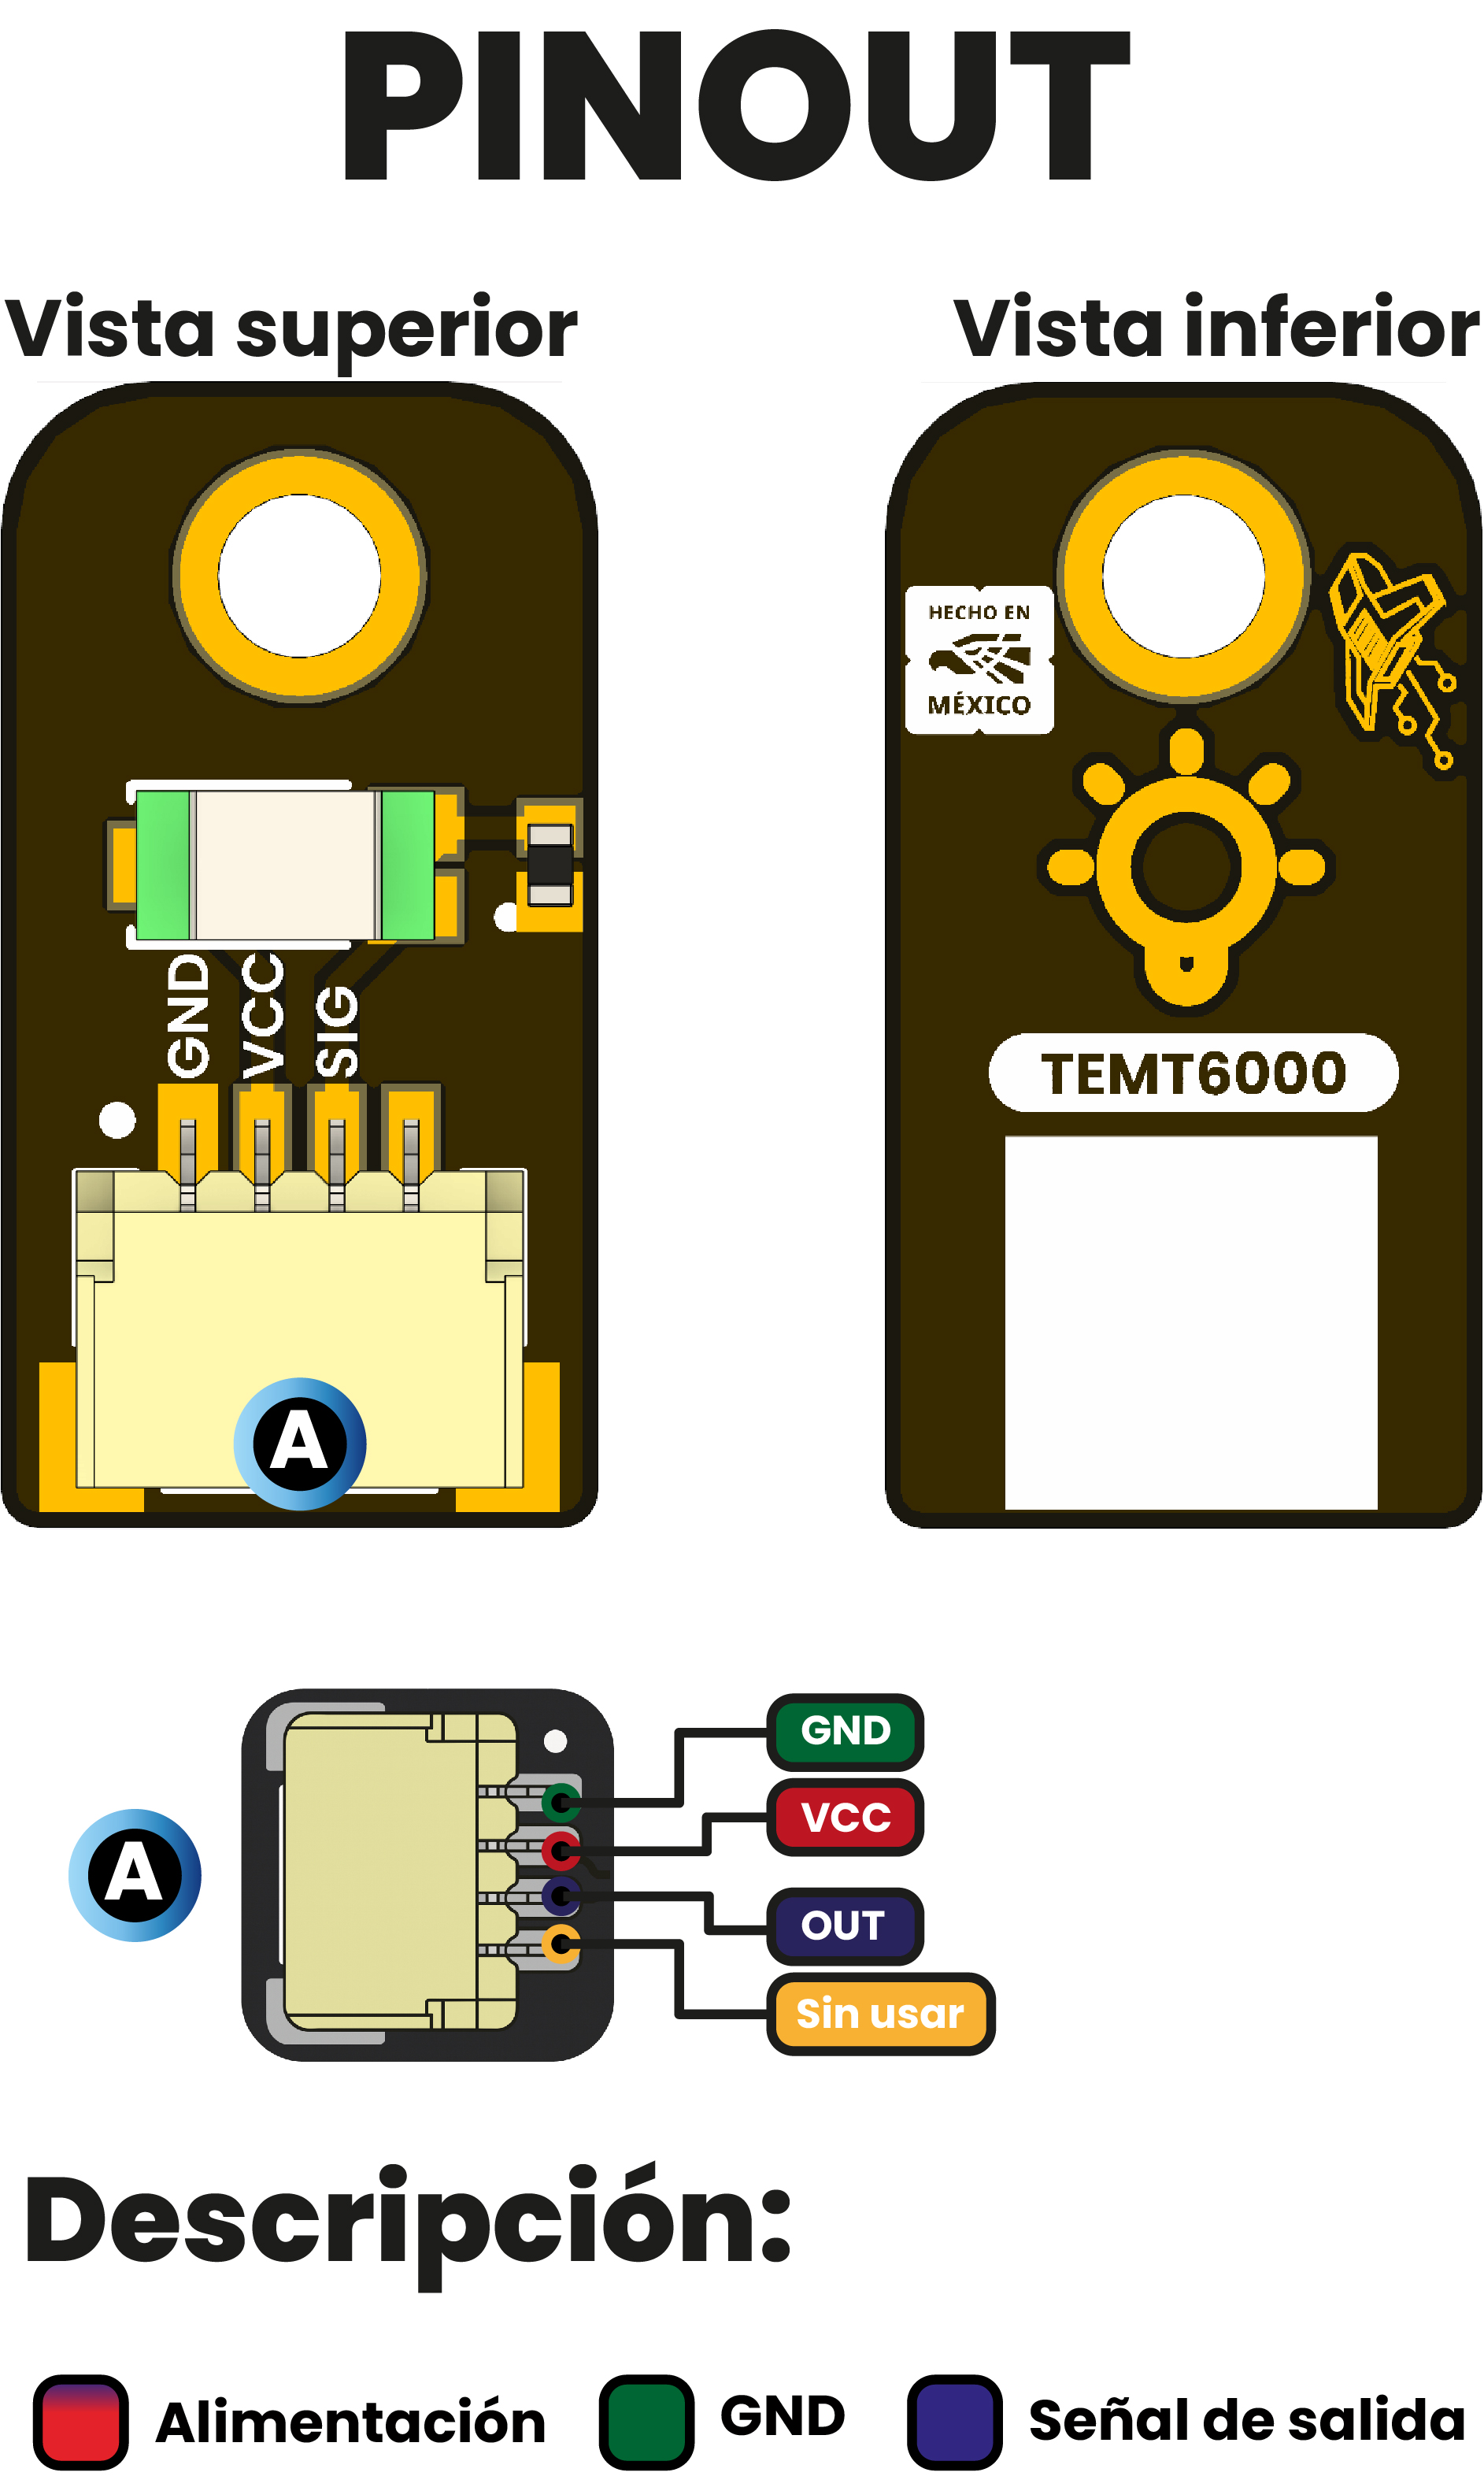 PINOUT
Vista superior
Vista inferior
HECHO EN
MÉXICO
GND
VCC
SIG
TEMT6000
A
A
GND
VCC
OUT
Sin usar
Descripción:
Alimentación
GND
Señal de salida